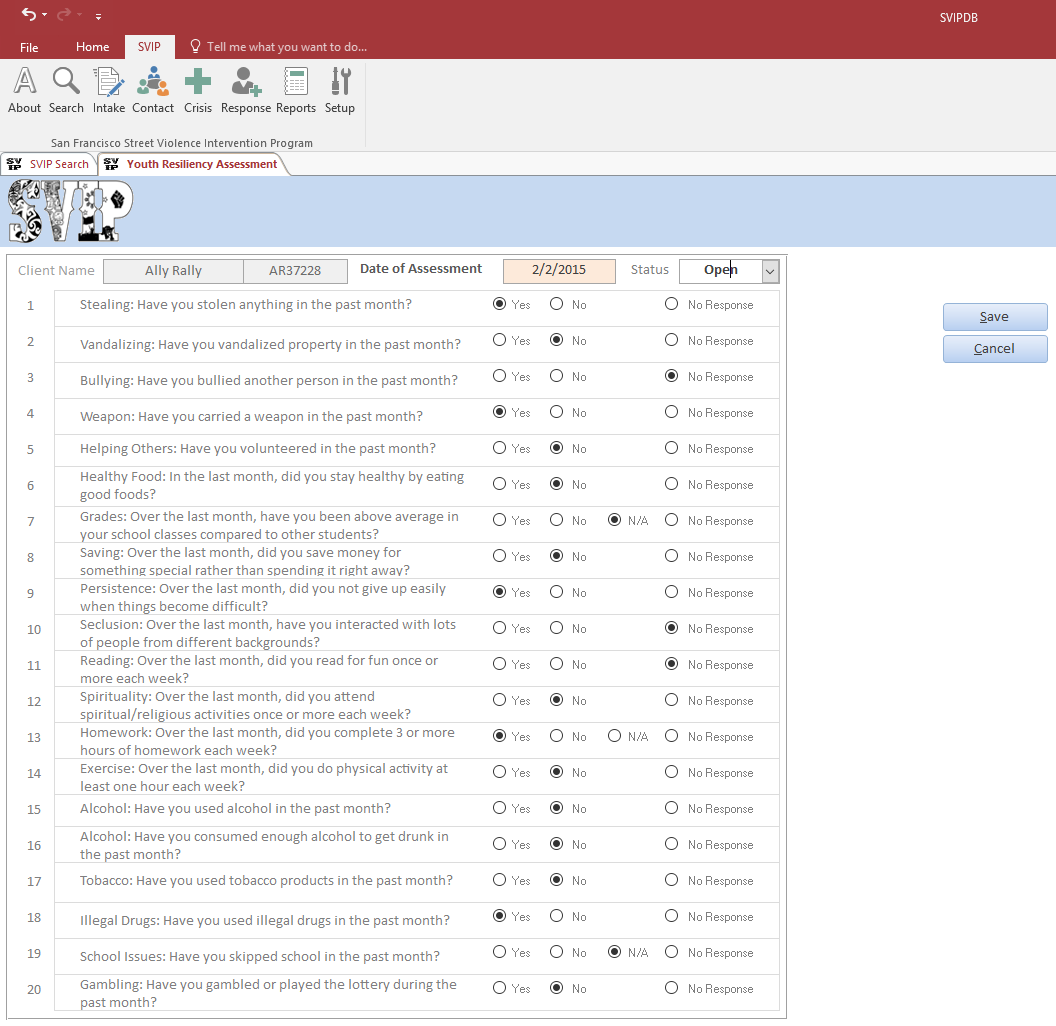 SVIPDB
File Home SVIP Tell me what you want to do...
About Search Intake Contact Crisis Response Reports Setup
San Francisco Street Violence Intervention Program
SV IP SVIP Search SV IP Youth Resiliency Assessment
SVIP
Client Name Ally Rally AR37228 Date of Assessment 2/2/2015 Status Open
1 Stealing: Have you stolen anything in the past month? Yes No No Response
Save
2 Vandalizing: Have you vandalized property in the past month? Yes No No Response
Cancel
3 Bullying: Have you bullied another person in the past month? Yes No No Response
4 Weapon: Have you carried a weapon in the past month? Yes No No Response
5 Helping Others: Have you volunteered in the past month? Yes No No Response
6 Healthy Food: In the last month, did you stay healthy by eating
good foods? Yes No No Response
7 Grades: Over the last month, have you been above average in
your school classes compared to other students? Yes No N/A No Response
8 Saving: Over the last month, did you save money for
something special rather than spending it right away? Yes No No Response
9 Persistence: Over the last month, did you not give up easily
when things become difficult? Yes No No Response
10 Seclusion: Over the last month, have you interacted with lots
of people from different backgrounds? Yes No No Response
11 Reading: Over the last month, did you read for fun once or
more each week? Yes No No Response
12 Spirituality: Over the last month, did you attend
spiritual/religious activities once or more each week? Yes No No Response
13 Homework: Over the last month, did you complete 3 or more
hours of homework each week? Yes No N/A No Response
14 Exercise: Over the last month, did you do physical activity at
least one hour each week? Yes No No Response
15 Alcohol: Have you used alcohol in the past month? Yes No No Response
16 Alcohol: Have you consumed enough alcohol to get drunk in
the past month? Yes No No Response
17 Tobacco: Have you used tobacco products in the past month? Yes No No Response
18 Illegal Drugs: Have you used illegal drugs in the past month? Yes No No Response
19 School Issues: Have you skipped school in the past month? Yes No N/A No Response
20 Gambling: Have you gambled or played the lottery during the
past month? Yes No No Response